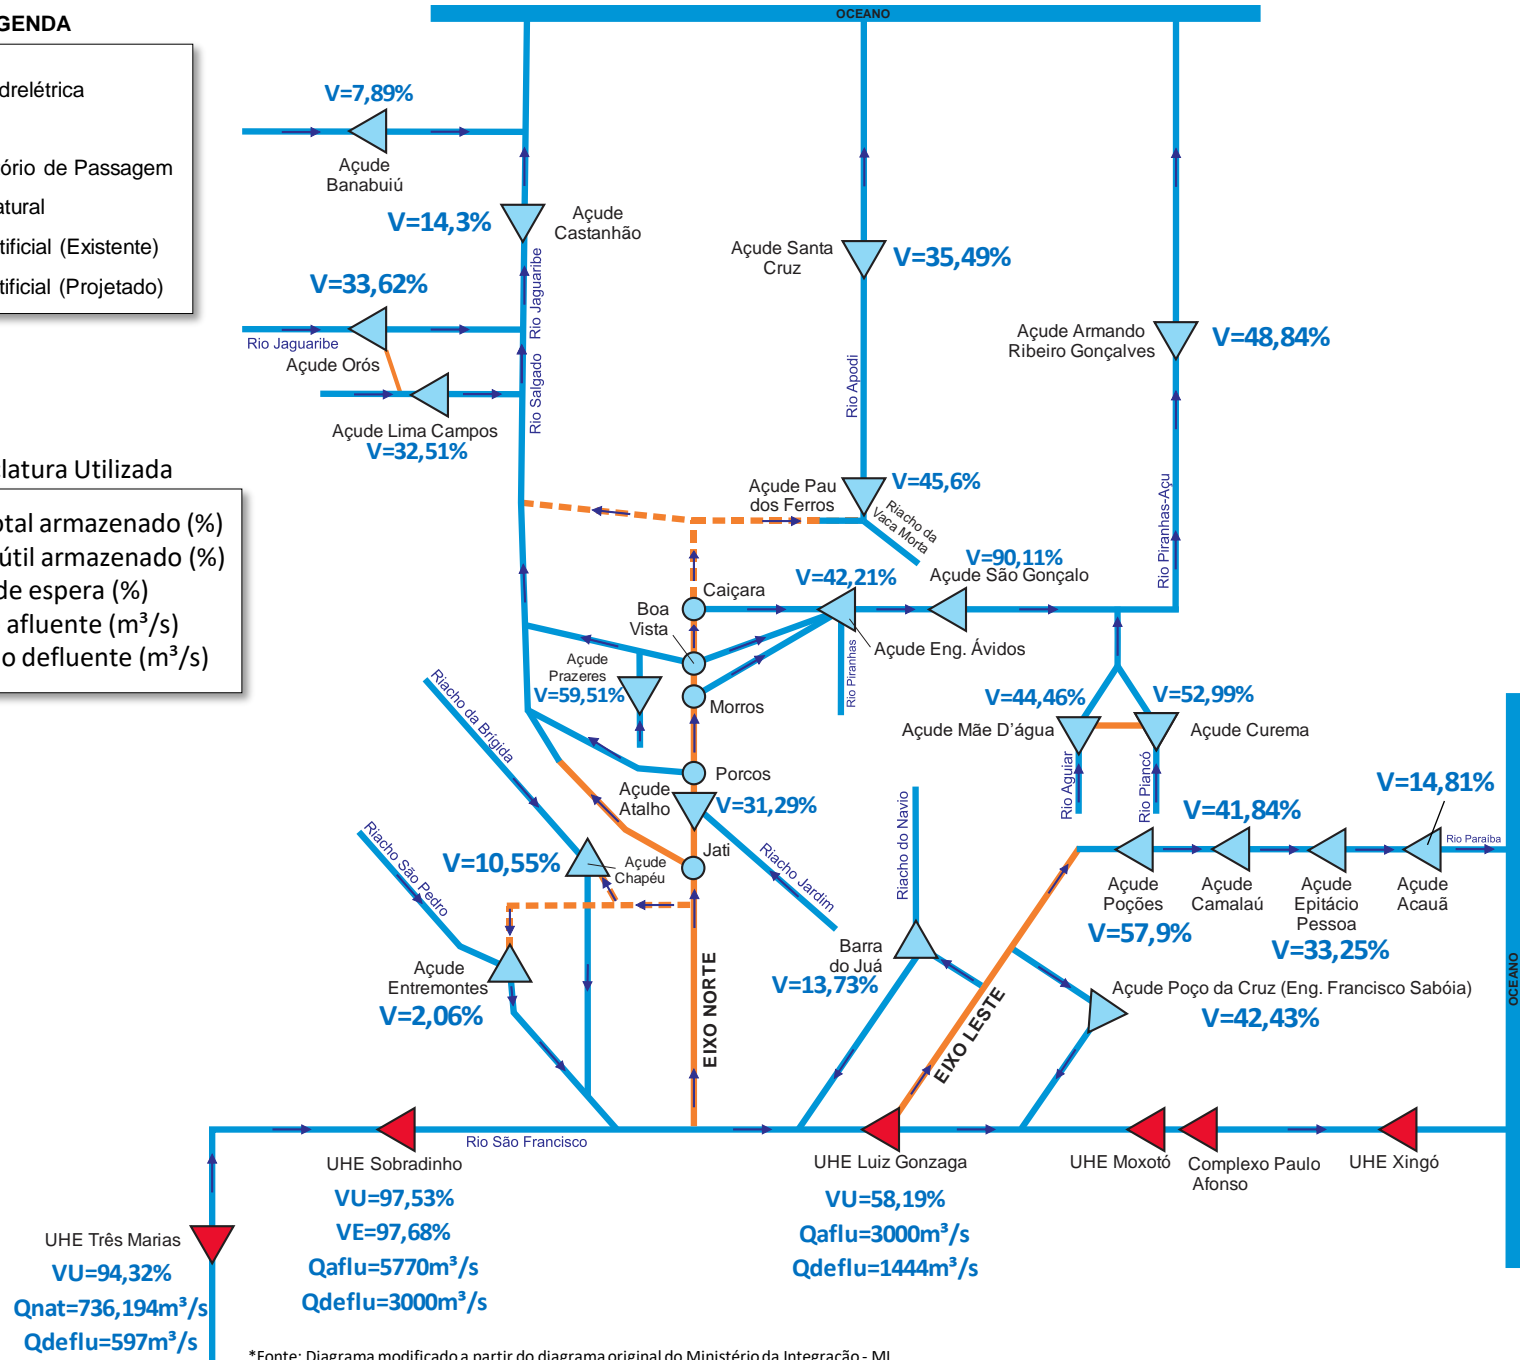 OCEANO
GENDA
drelétrica
ório de Passagem
atural
tificial (Existente)
tificial (Projetado)
V=7,89%
Açude
Banabuiú
V=14,3%
Açude
Castanhão
Rio Jaguaribe
V=33,62%
Rio Jaguaribe
Açude Orós
Rio Salgado
Açude Lima Campos
V=32,51%
Açude Santa
Cruz
V=35,49%
Rio Apodi
Açude Armando
Ribeiro Gonçalves
V=48,84%
Rio Piranhas-Açu
clatura Utilizada
otal armazenado (%)
útil armazenado (%)
de espera (%)
afluente (m³/s)
o defluente (m³/s)
Açude Pau
dos Ferros
V=45,6%
Riacho da
Vaca Morta
V=90,11%
Açude São Gonçalo
V=42,21%
Caiçara
Boa
Vista
Açude Eng. Ávidos
Rio Piranhas
Açude
Prazeres
V=59,51%
Morros
Riacho da Brígida
V=44,46%
Açude Mãe D'água
V=52,99%
Açude Curema
Rio Aguiar
Rio Piancó
Porcos
Açude
Atalho
V=31,29%
Jati
Riacho Jardim
Riacho São Pedro
V=10,55%
Açude
Chapéu
Riacho do Navio
V=14,81%
V=41,84%
Rio Paraíba
Açude
Poções
V=57,9%
Açude
Camalaú
Açude
Epitácio
Pessoa
V=33,25%
Açude
Acauã
Açude
Entremontes
V=2,06%
EIXO NORTE
Barra
do Juá
V=13,73%
EIXO LESTE
Açude Poço da Cruz (Eng. Francisco Sabóia)
V=42,43%
OCEANO
Rio São Francisco
UHE Sobradinho
VU=97,53%
VE=97,68%
Qaflu=5770m³/s
Qdeflu=3000m³/s
UHE Luiz Gonzaga
VU=58,19%
Qaflu=3000m³/s
Qdeflu=1444m³/s
UHE Moxotó
Complexo Paulo
Afonso
UHE Xingó
UHE Três Marias
VU=94,32%
Qnat=736,194m³/s
Qdeflu=597m³/s
*Fonte: Diagrama modificado a partir do diagrama original do Ministério da Integração - MI